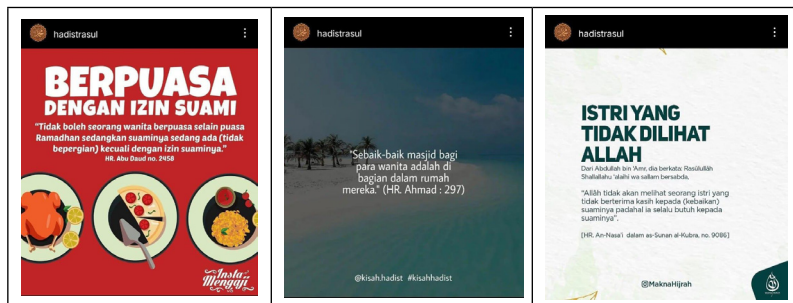 hadistrasul
BERPUASA
DENGAN IZIN SUAMI
"Tidak boleh seorang wanita berpuasa selain puasa
Ramadhan sedangkan suaminya sedang ada (tidak
bepergian) kecuali dengan izin suaminya."
HR. Abu Daud no. 2458
Insta
Mengaji
hadistrasul
"Sebaik-baik masjid bagi
para wanita adalah di
bagian dalam rumah
mereka." (HR. Ahmad : 297)
@kisah.hadist #kisahhadist
hadistrasul
ISTRI YANG
TIDAK DILIHAT
ALLAH
Dari Abdullah bin 'Amr, dia berkata: Rasûlullâh
Shallallahu 'alaihi wa sallam bersabda,
"Allâh tidak akan melihat seorang istri yang
tidak berterima kasih kepada (kebaikan)
suaminya padahal ia selalu butuh kepada
suaminya".
[HR. An-Nasa'i dalam as-Sunan al-Kubra, no. 9086]
@MaknaHijrah